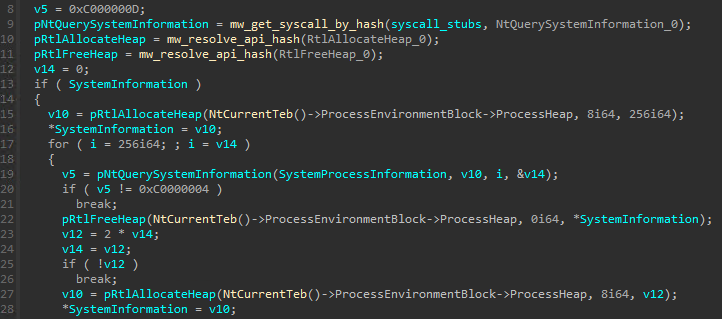 8 v5 = 0xC000000D;
9 pNtQuerySystemInformation = mw_get_syscall_by_hash(syscall_stubs, NtQuerySystemInformation_0);
10 pRtlAllocateHeap = mw_resolve_api_hash(RtlAllocateHeap_0);
11 pRtlFreeHeap = mw_resolve_api_hash(RtlFreeHeap_0);
12 v14 = 0;
13 if ( SystemInformation )
14 {
15 v10 = pRtlAllocateHeap(NtCurrentTeb()->ProcessEnvironmentBlock->ProcessHeap, 8i64, 256i64);
16 *SystemInformation = v10;
17 for ( i = 256i64; ; i = v14 )
18 {
19 v5 = pNtQuerySystemInformation(SystemProcessInformation, v10, i, &v14);
20 if ( v5 != 0xC0000004 )
21 break;
22 pRtlFreeHeap(NtCurrentTeb()->ProcessEnvironmentBlock->ProcessHeap, 0i64, *SystemInformation);
23 v12 = 2 * v14;
24 v14 = v12;
25 if ( !v12 )
26 break;
27 v10 = pRtlAllocateHeap(NtCurrentTeb()->ProcessEnvironmentBlock->ProcessHeap, 8i64, v12);
28 *SystemInformation = v10;